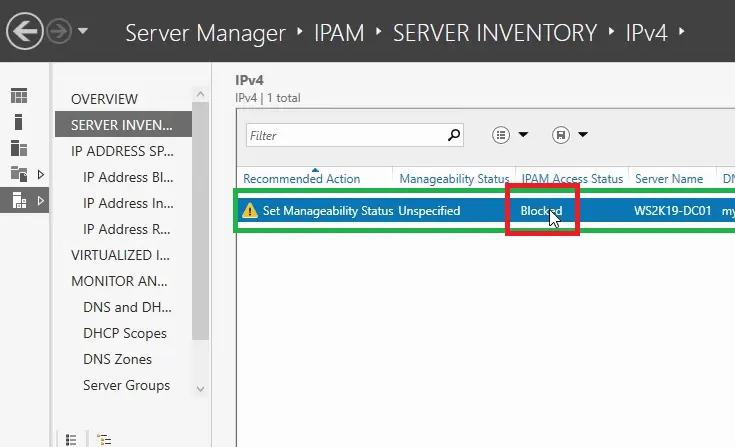 Server Manager ‣ IPAM ‣ SERVER INVENTORY ‣ IPv4 ‣
OVERVIEW
SERVER INVEN...
IP ADDRESS SP...
IP Address Bl...
IP Address In...
IP Address R...
VIRTUALIZED I...
MONITOR AN...
DNS and DH...
DHCP Scopes
DNS Zones
Server Groups
IPv4
IPv4 | 1 total
Filter
Recommended Action Manageability Status IPAM Access Status Server Name DN
Set Manageability Status Unspecified Blocked WS2K19-DC01 my